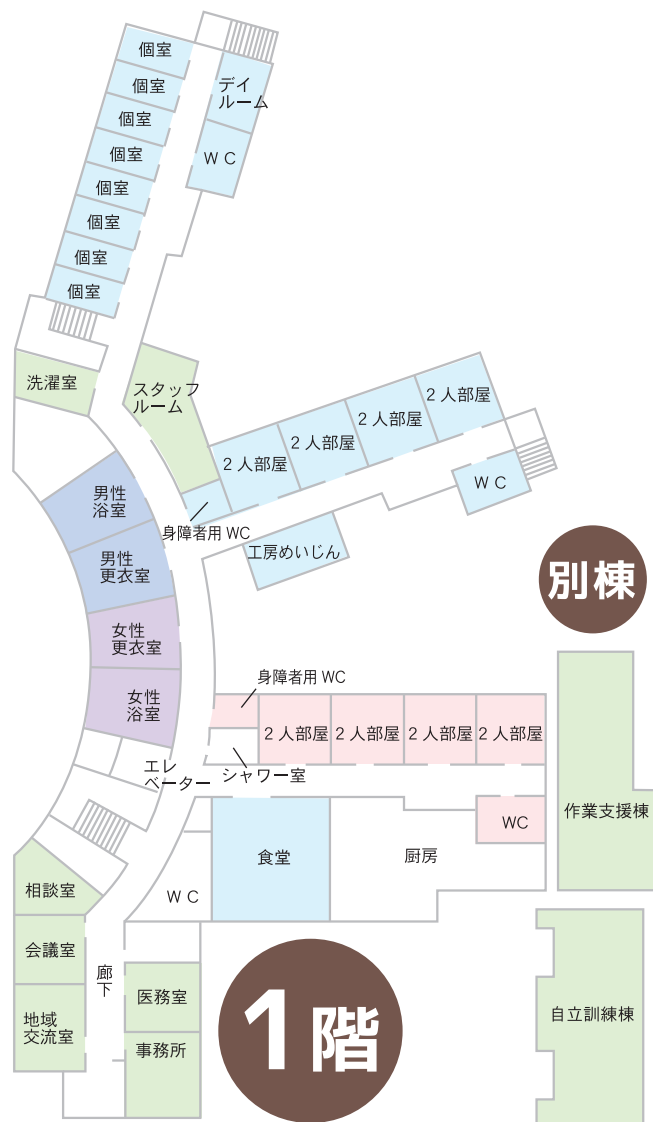 個室
個室
個室
個室
個室
個室
個室
個室
デイ
ルーム
W C
洗濯室
スタッフ
ルーム
2人部屋
2人部屋
2人部屋
2人部屋
W C
身障者用 WC
工房めいじん
男性
浴室
男性
更衣室
女性
更衣室
女性
浴室
別棟
身障者用 WC
2人部屋
2人部屋
2人部屋
2人部屋
エレ
ベーター
シャワー室
WC
作業支援棟
食堂
厨房
W C
相談室
会議室
地域
交流室
廊下
医務室
事務所
1階
自立訓練棟